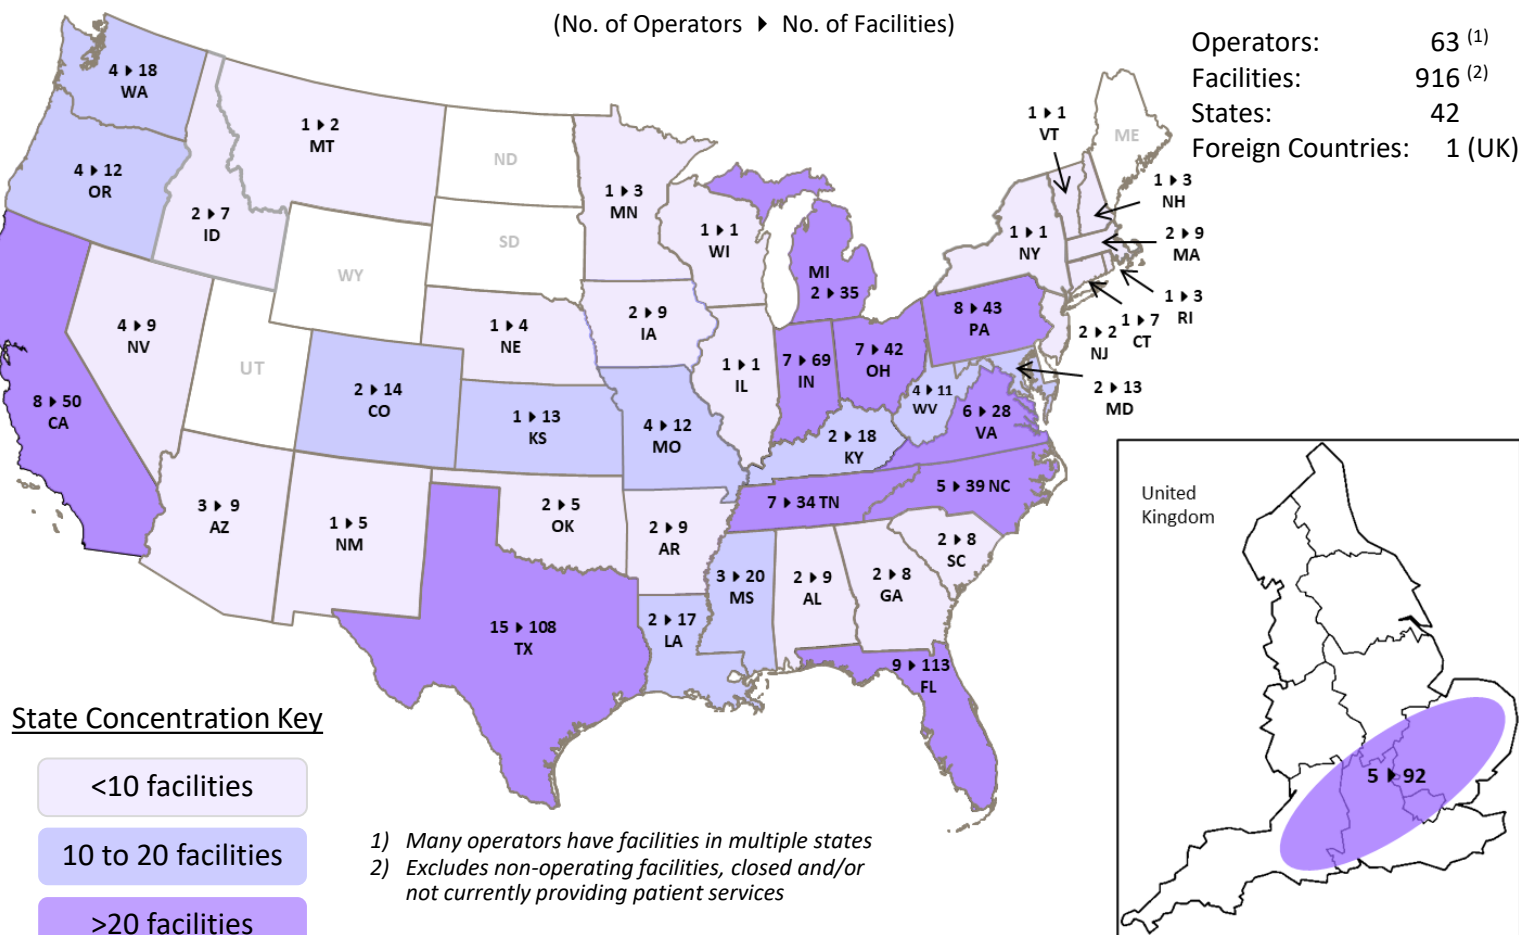 (No. of Operators ▶ No. of Facilities)
Operators: 63 (1)
Facilities: 916 (2)
States: 42
Foreign Countries: 1 (UK)
4 ▶ 18
WA
4 ▶ 12
OR
2 ▶ 7
ID
1 ▶ 2
MT
ND
SD
WY
UT
1 ▶ 3
MN
1 ▶ 1
WI
MI
2 ▶ 35
1 ▶ 1
NY
1 ▶ 1
VT
ME
1 ▶ 3
NH
2 ▶ 9
MA
1 ▶ 3
RI
1 ▶ 7
CT
2 ▶ 2
NJ
2 ▶ 13
MD
8 ▶ 50
CA
4 ▶ 9
NV
2 ▶ 14
CO
1 ▶ 4
NE
1 ▶ 13
KS
2 ▶ 9
IA
4 ▶ 12
MO
1 ▶ 1
IL
7 ▶ 69
IN
7 ▶ 42
OH
8 ▶ 43
PA
4 ▶ 11
WV
6 ▶ 28
VA
2 ▶ 18
KY
7 ▶ 34 TN
5 ▶ 39 NC
2 ▶ 8
SC
3 ▶ 9
AZ
1 ▶ 5
NM
2 ▶ 5
OK
2 ▶ 9
AR
3 ▶ 20
MS
2 ▶ 9
AL
2 ▶ 8
GA
15 ▶ 108
TX
2 ▶ 17
LA
9 ▶ 113
FL
United
Kingdom
5 ▶ 92
State Concentration Key
<10 facilities
10 to 20 facilities
>20 facilities
1) Many operators have facilities in multiple states
2) Excludes non-operating facilities, closed and/or
not currently providing patient services